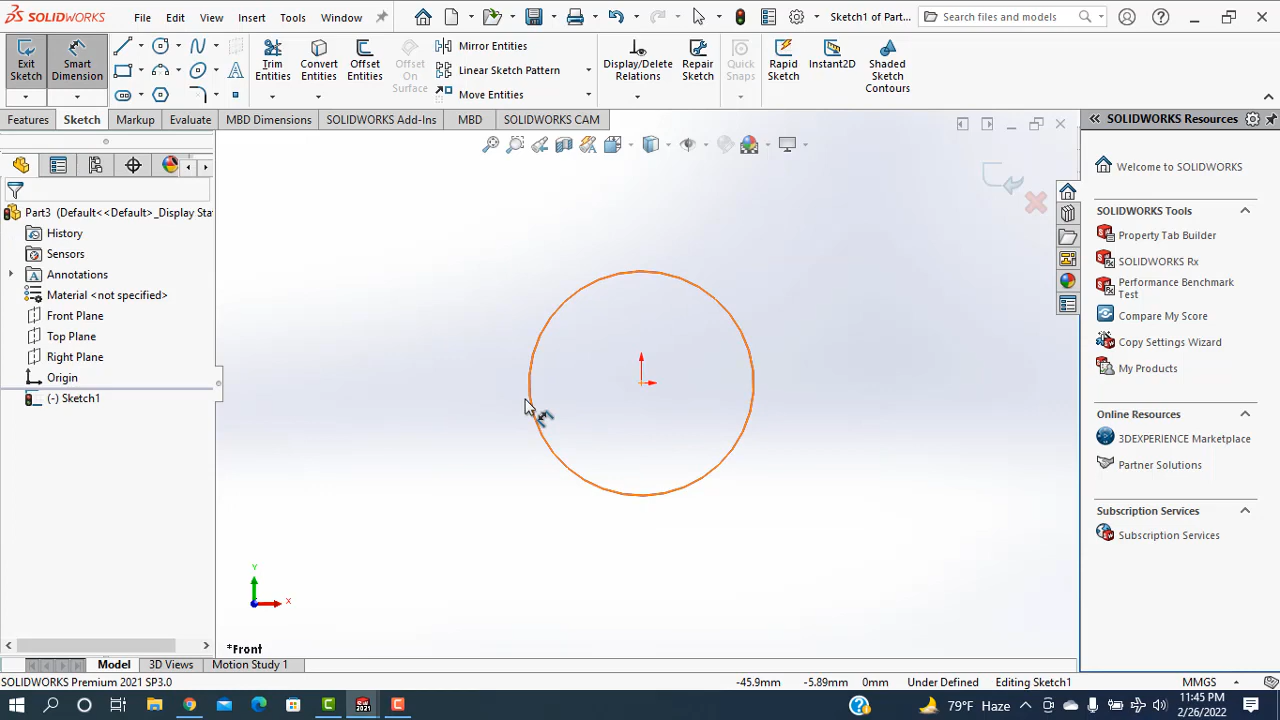 SOLIDWORKS File Edit View Insert Tools Window Sketch1 of Part... Search files and models
Exit Sketch
Smart Dimension
Trim Entities
Convert Entities
Offset Entities
Offset On Surface
Mirror Entities
Linear Sketch Pattern
Move Entities
Display/Delete Relations
Repair Sketch
Quick Snaps
Rapid Sketch
Instant2D
Shaded Sketch Contours
Features Sketch Markup Evaluate MBD Dimensions SOLIDWORKS Add-Ins MBD SOLIDWORKS CAM
Part3 (Default<<Default>_Display Sta
History
Sensors
Annotations
Material <not specified>
Front Plane
Top Plane
Right Plane
Origin
(-) Sketch1
Y
X
*Front
SOLIDWORKS Resources
Welcome to SOLIDWORKS
SOLIDWORKS Tools
Property Tab Builder
SOLIDWORKS Rx
Performance Benchmark
Test
Compare My Score
Copy Settings Wizard
My Products
Online Resources
3DEXPERIENCE Marketplace
Partner Solutions
Subscription Services
Subscription Services
Model 3D Views Motion Study 1
SOLIDWORKS Premium 2021 SP3.0 -45.9mm -5.89mm 0mm Under Defined Editing Sketch1 MMGS
79°F Haze
11:45 PM
2/26/2022